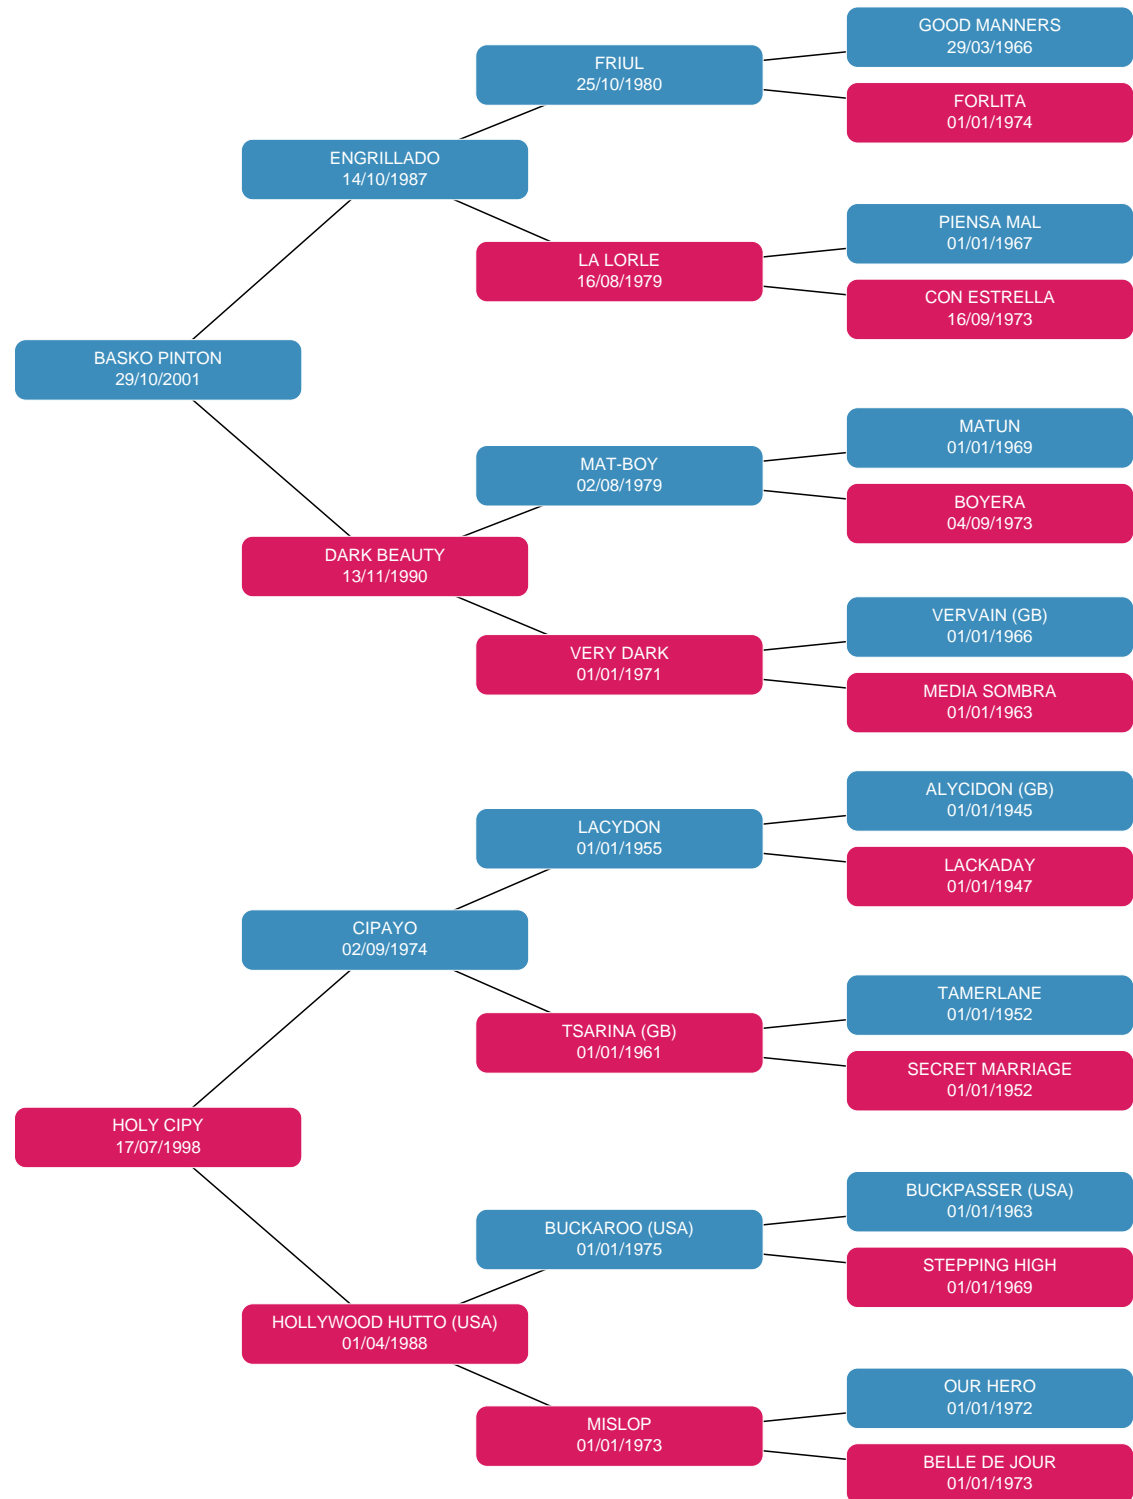 GOOD MANNERS
29/03/1966
FRIUL
25/10/1980
FORLITA
01/01/1974
ENGRILLADO
14/10/1987
PIENSA MAL
01/01/1967
LA LORLE
16/08/1979
CON ESTRELLA
16/09/1973
BASKO PINTON
29/10/2001
MATUN
01/01/1969
MAT-BOY
02/08/1979
BOYERA
04/09/1973
DARK BEAUTY
13/11/1990
VERVAIN (GB)
01/01/1966
VERY DARK
01/01/1971
MEDIA SOMBRA
01/01/1963
ALYCIDON (GB)
01/01/1945
LACYDON
01/01/1955
LACKADAY
01/01/1947
CIPAYO
02/09/1974
TAMERLANE
01/01/1952
TSARINA (GB)
01/01/1961
SECRET MARRIAGE
01/01/1952
HOLY CIPY
17/07/1998
BUCKPASSER (USA)
01/01/1963
BUCKAROO (USA)
01/01/1975
STEPPING HIGH
01/01/1969
HOLLYWOOD HUTTO (USA)
01/04/1988
OUR HERO
01/01/1972
MISLOP
01/01/1973
BELLE DE JOUR
01/01/1973